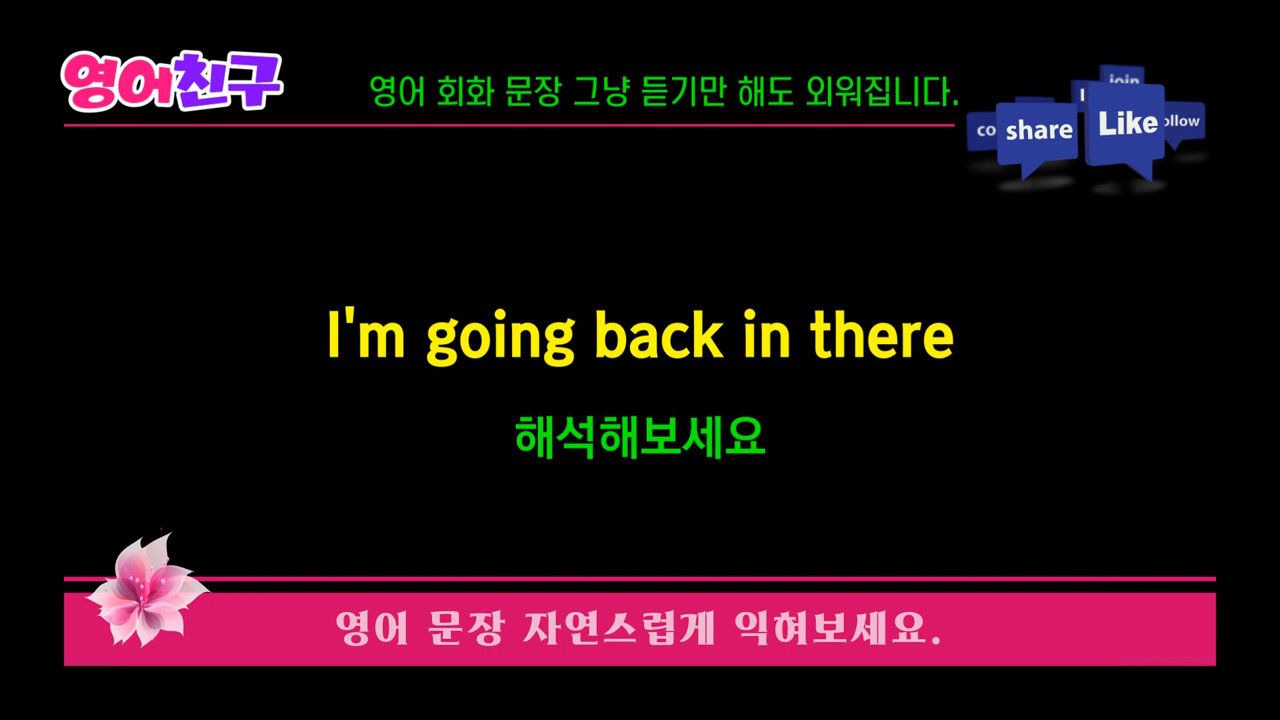 영어친구
영어 회화 문장 그냥 듣기만 해도 외워집니다.
join
share
Like
I'm going back in there
해석해보세요
영어 문장 자연스럽게 익혀보세요.